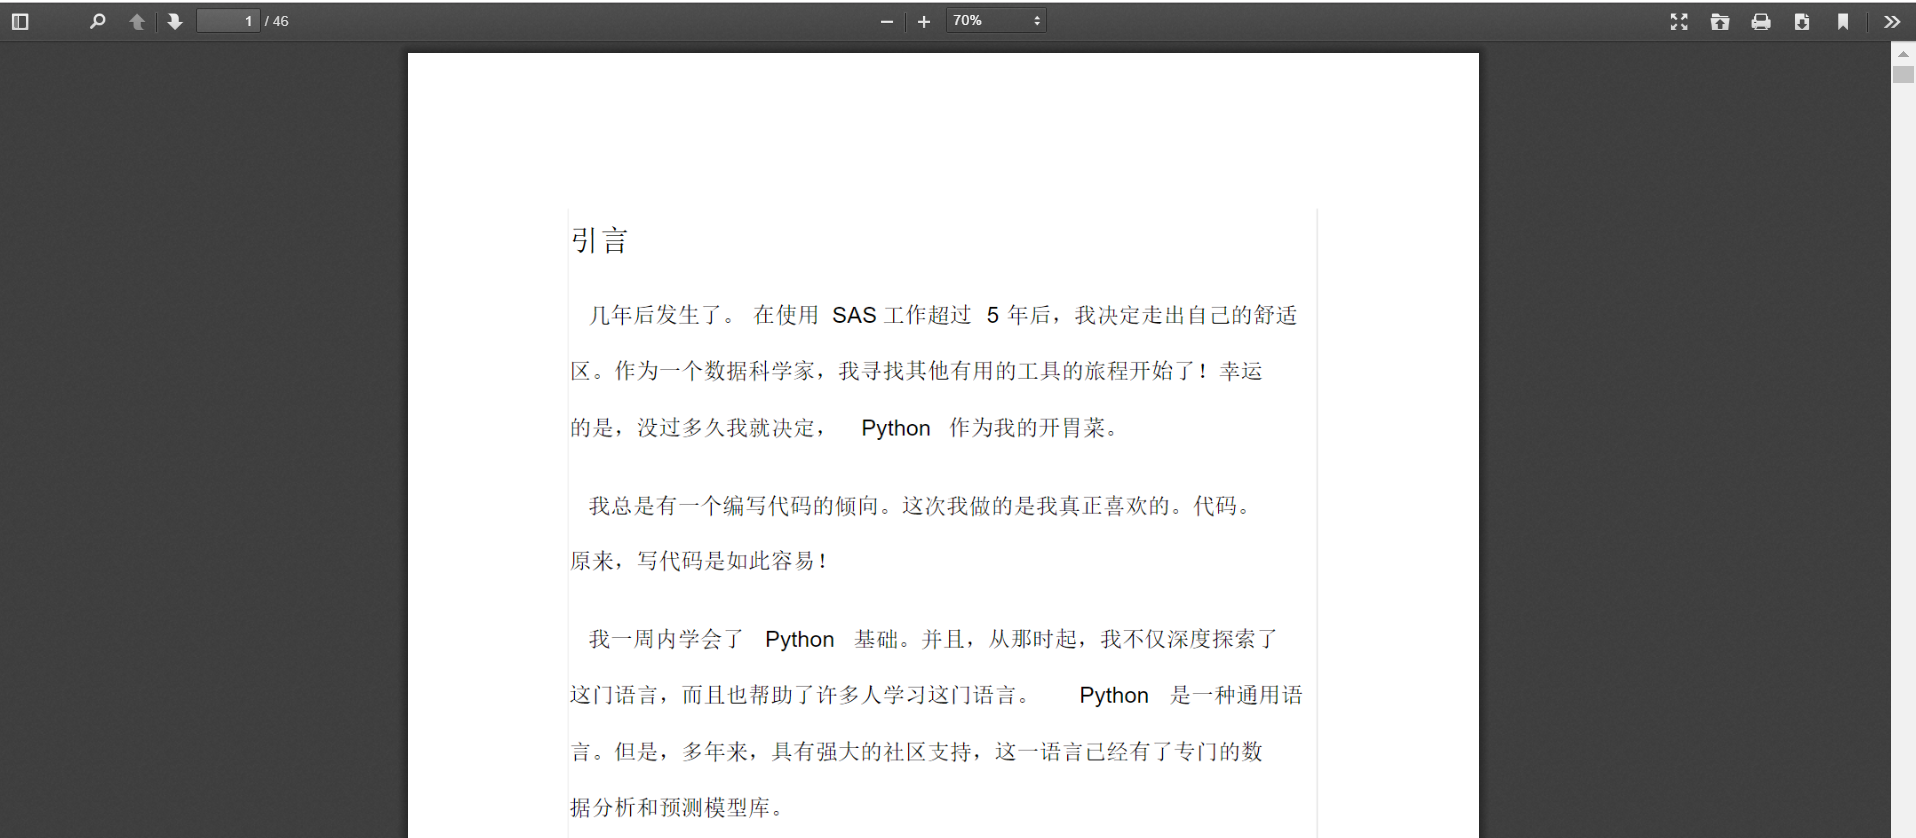 1 / 46
70%
引言
几年后发生了。 在使用 SAS 工作超过 5 年后，我决定走出自己的舒适
区。作为一个数据科学家，我寻找其他有用的工具的旅程开始了！幸运
的是，没过多久我就决定， Python 作为我的开胃菜。
我总是有一个编写代码的倾向。这次我做的是我真正喜欢的。代码。
原来，写代码是如此容易！
我一周内学会了 Python 基础。并且，从那时起，我不仅深度探索了
这门语言，而且也帮助了许多人学习这门语言。 Python 是一种通用语
言。但是，多年来，具有强大的社区支持，这一语言已经有了专门的数
据分析和预测模型库。